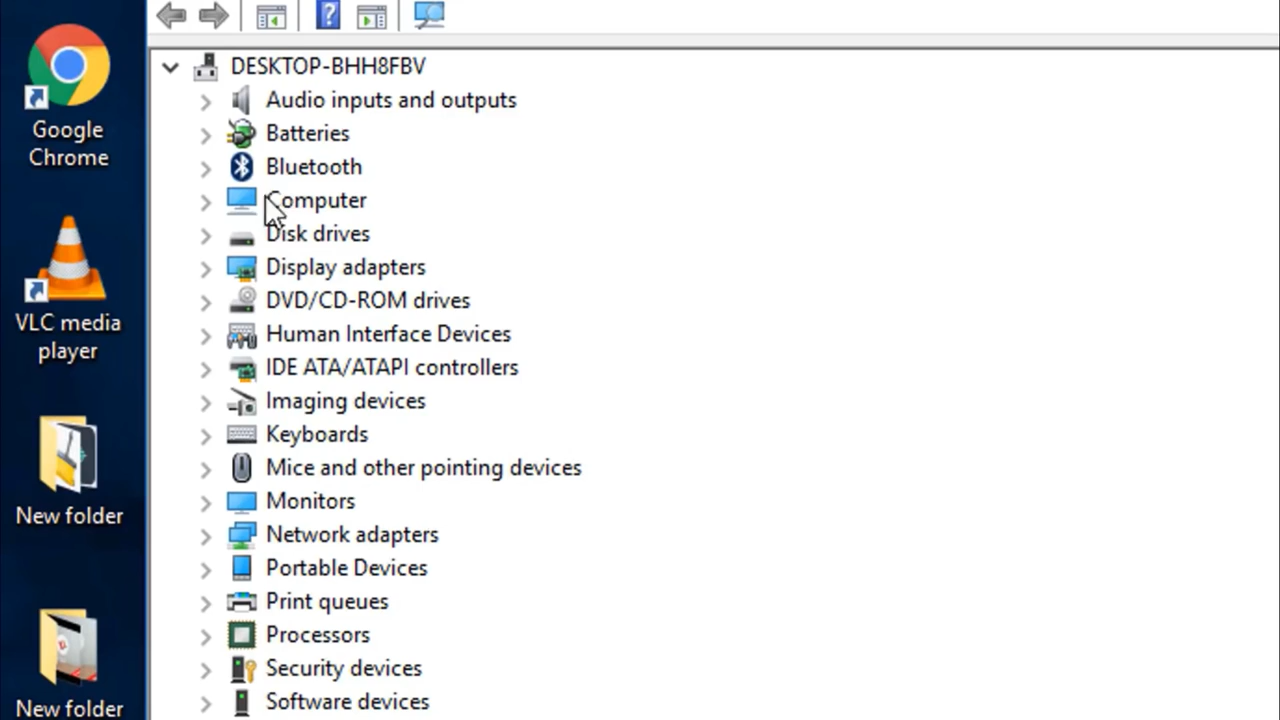 Google
Chrome
VLC media
player
New folder
New folder
DESKTOP-BHH8FBV
Audio inputs and outputs
Batteries
Bluetooth
Computer
Disk drives
Display adapters
DVD/CD-ROM drives
Human Interface Devices
IDE ATA/ATAPI controllers
Imaging devices
Keyboards
Mice and other pointing devices
Monitors
Network adapters
Portable Devices
Print queues
Processors
Security devices
Software devices